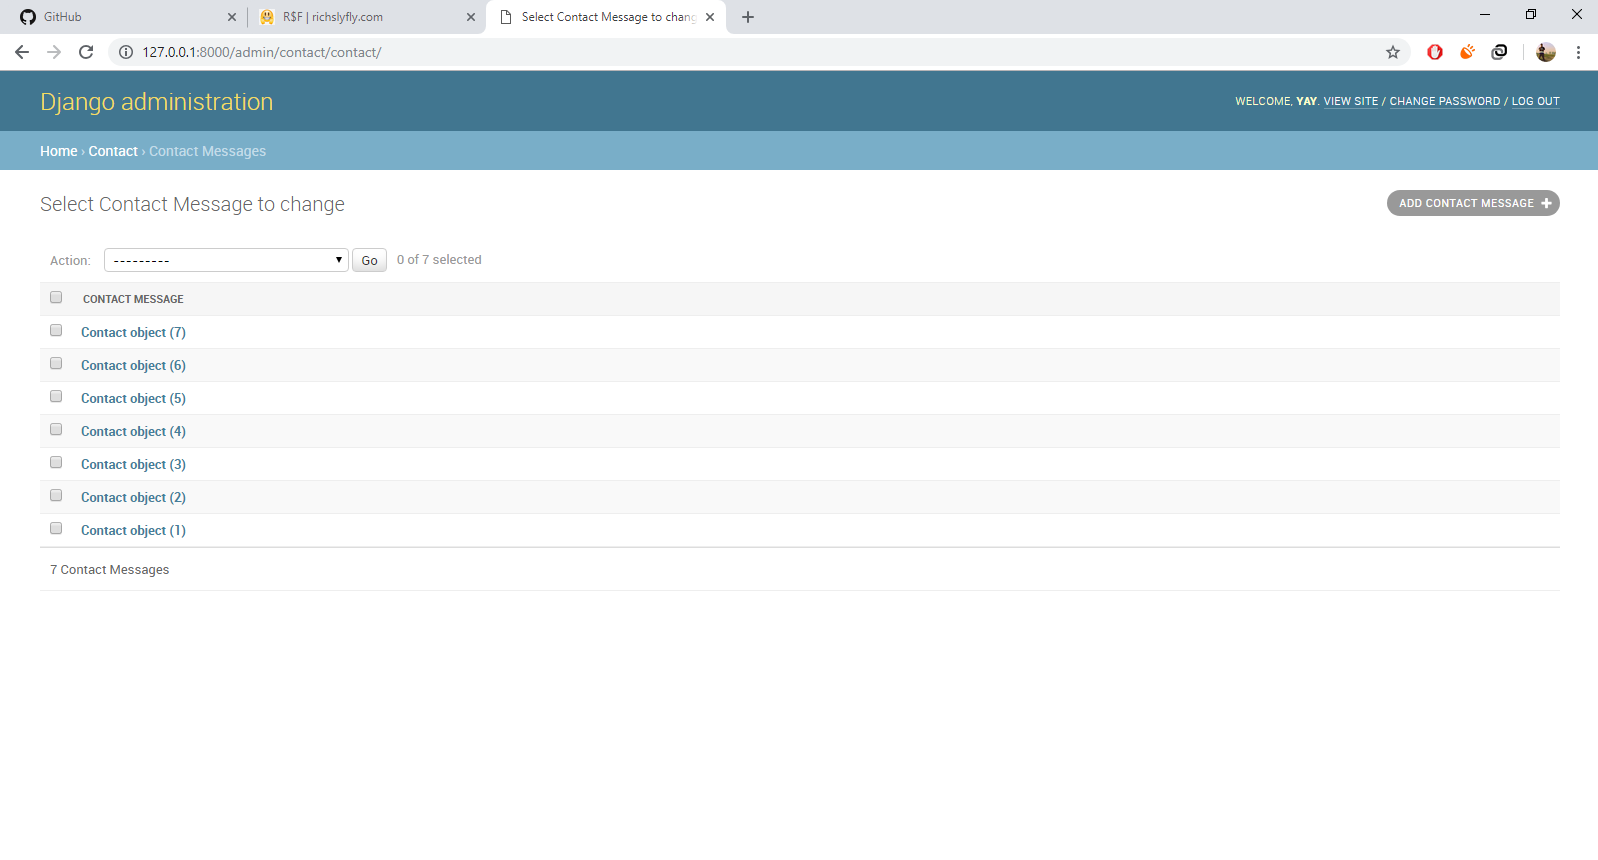 GitHub
R$F | richslyfly.com
Select Contact Message to chang
127.0.0.1:8000/admin/contact/contact/
Django administration
WELCOME, YAY. VIEW SITE / CHANGE PASSWORD / LOG OUT
Home › Contact › Contact Messages
Select Contact Message to change
ADD CONTACT MESSAGE +
Action: --------- Go 0 of 7 selected
CONTACT MESSAGE
Contact object (7)
Contact object (6)
Contact object (5)
Contact object (4)
Contact object (3)
Contact object (2)
Contact object (1)
7 Contact Messages